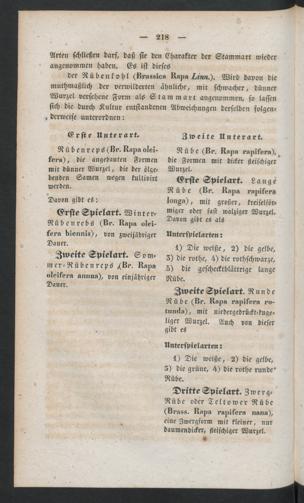 — 218 —
Arten schließen darf, daß sie den Charakter der Stammart wieder
angenommen haben. Es ist dieses
der Rübenkohl (Brassica Rapa Linn.). Wird davon die
muthmaßlich der verwilderten ähnliche, mit schwacher, dünner
Wurzel versehene Form als Stammart angenommen, so lassen
sich die durch Kultur entstandenen Abweichungen derselben folgen-
derweise unterordnen:
Erste Unterart.
Rübenreps (Br. Rapa olei-
fera), die angebauten Formen
mit dünner Wurzel, die der ölge-
benden Samen wegen kultivirt
werden.
Davon gibt es:
Erste Spielart. Winter-
Rübenrebs (Br. Rapa olei-
fera biennis), von zweijähriger
Dauer.
Zweite Spielart. Som-
mer-Rübenreps (Br. Rapa
oleifera annua), von einjähriger
Dauer.
Zweite Unterart.
Rübe (Br. Rapa rapifera),
die Formen mit dicker fleischiger
Wurzel.
Erste Spielart. Lange
Rübe (Br. Rapa rapifera
longa), mit großer, kreiselför-
miger oder fast walziger Wurzel.
Davon gibt es als
Unterspielarten:
1) Die weiße, 2) die gelbe,
3) die rothe, 4) die rothschwarze,
5) die geschecktblätterige lange
Rübe.
Zweite Spielart. Runde
Rübe (Br. Rapa rapifera ro-
tunda), mit niedergedrückt-kuge-
liger Wurzel. Auch von dieser
gibt es
Unterspielarten:
1) Die weiße, 2) die gelbe,
3) die grüne, 4) die rothe runde
Rübe.
Dritte Spielart. Zwerg-
Rübe oder Teltower Rübe
(Brass. Rapa rapifera nana),
eine Zwergform mit kleiner, nur
daumendicker, fleischiger Wurzel.